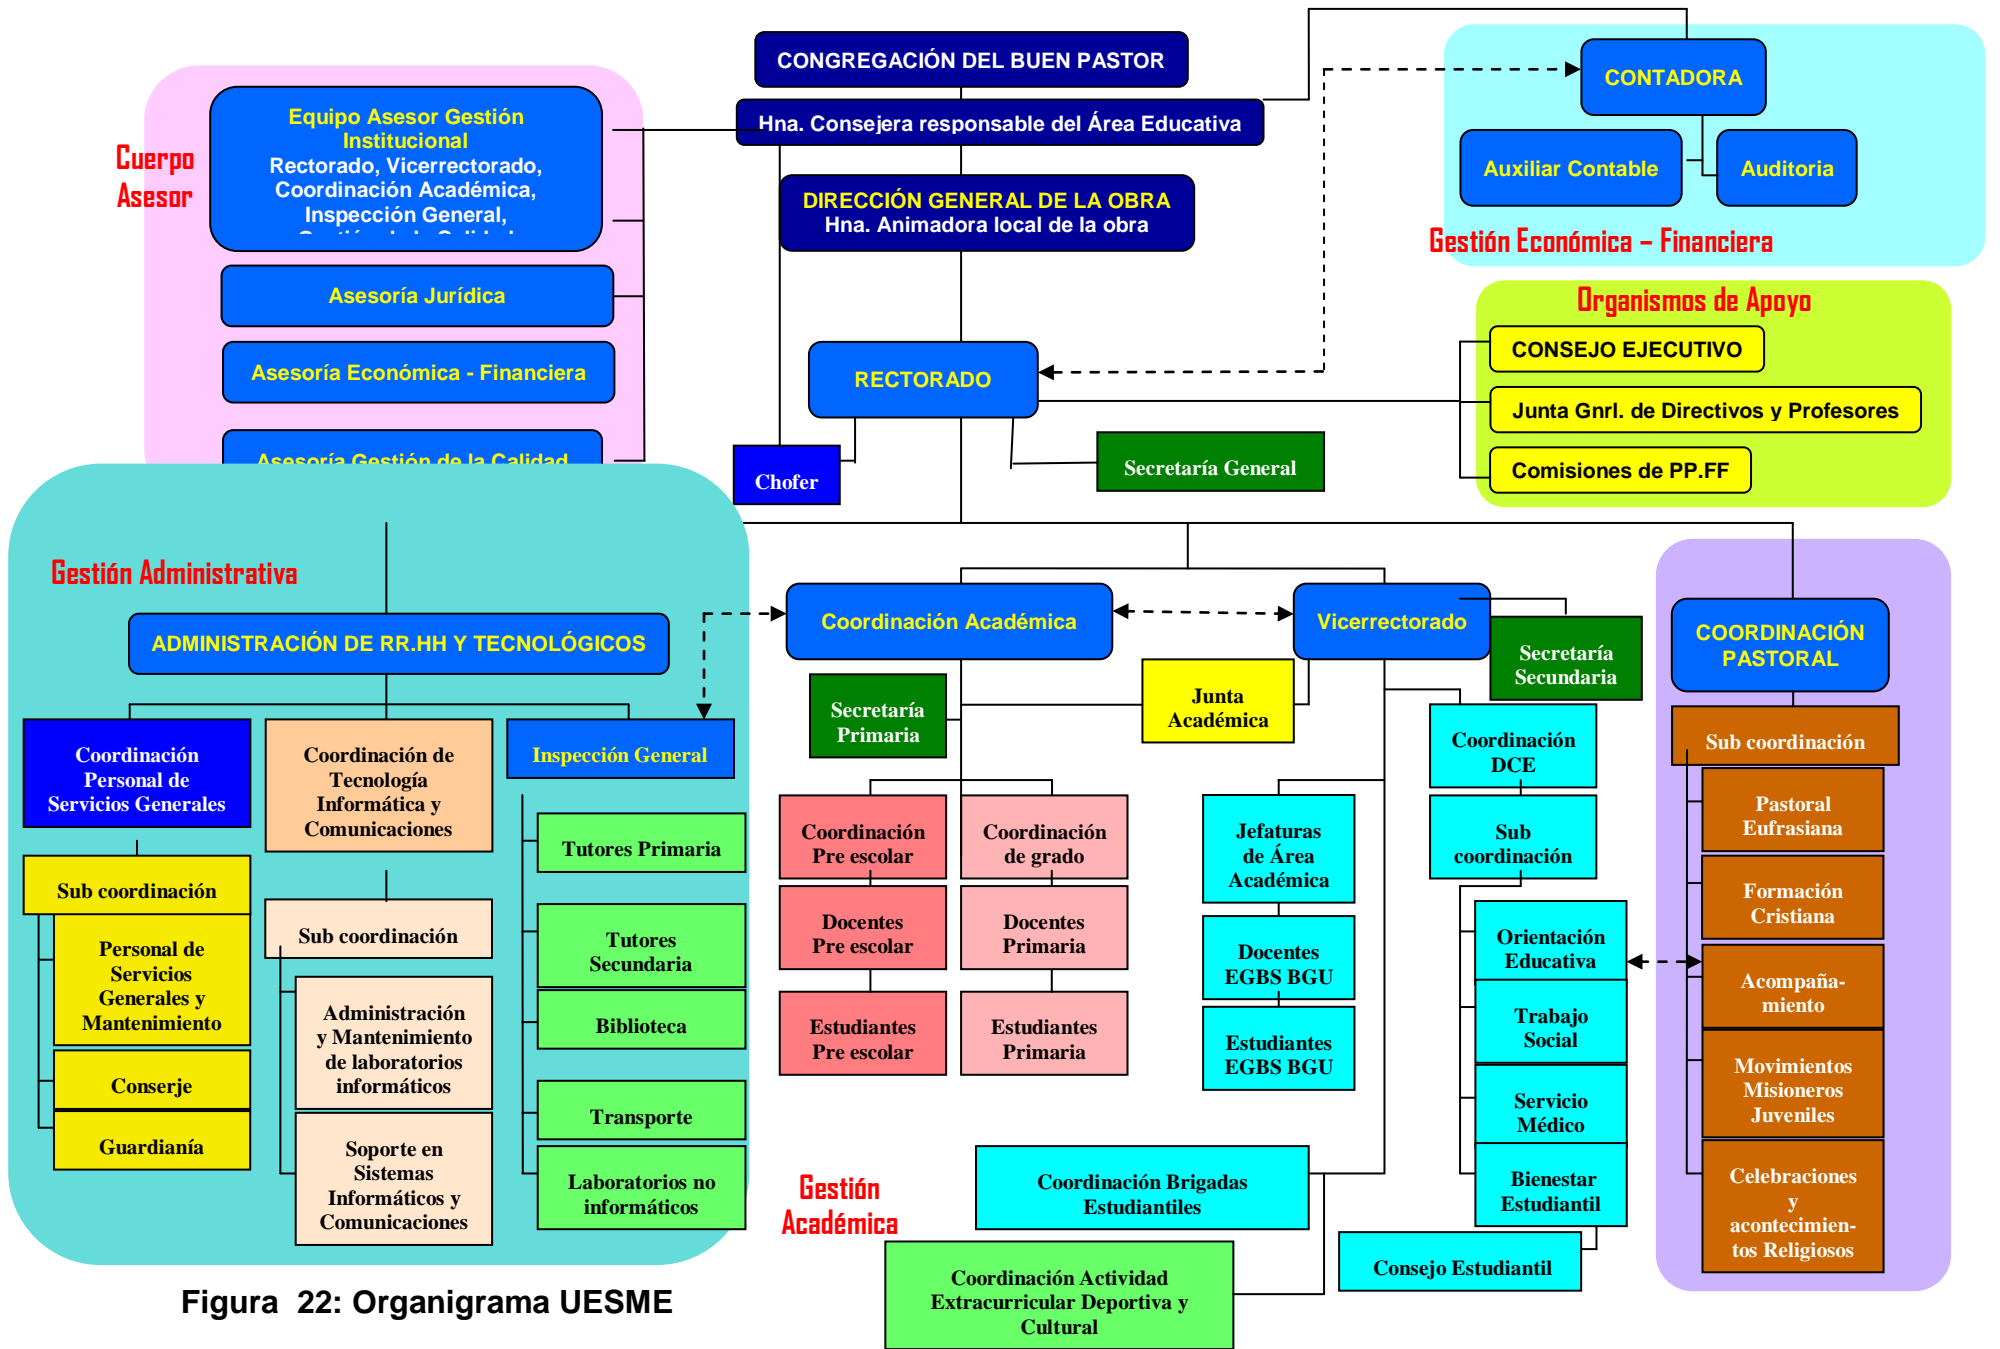 CONGREGACIÓN DEL BUEN PASTOR
Hna. Consejera responsable del Área Educativa
DIRECCIÓN GENERAL DE LA OBRA
Hna. Animadora local de la obra
Cuerpo
Asesor
Equipo Asesor Gestión
Institucional
Rectorado, Vicerrectorado,
Coordinación Académica,
Inspección General,
Asesoría Jurídica
Asesoría Económica - Financiera
Asesoría Gestión de la Calidad
CONTADORA
Auxiliar Contable
Auditoria
Gestión Económica – Financiera
Organismos de Apoyo
CONSEJO EJECUTIVO
Junta Gnrl. de Directivos y Profesores
Comisiones de PP.FF
RECTORADO
Chofer
Secretaría General
Gestión Administrativa
ADMINISTRACIÓN DE RR.HH Y TECNOLÓGICOS
Coordinación
Personal de
Servicios Generales
Sub coordinación
Personal de
Servicios
Generales y
Mantenimiento
Conserje
Guardianía
Coordinación de
Tecnología
Informática y
Comunicaciones
Sub coordinación
Administración
y Mantenimiento
de laboratorios
informáticos
Soporte en
Sistemas
Informáticos y
Comunicaciones
Inspección General
Tutores Primaria
Tutores
Secundaria
Biblioteca
Transporte
Laboratorios no
informáticos
Coordinación Académica
Vicerrectorado
Secretaría
Secundaria
Secretaría
Primaria
Junta
Académica
Coordinación
Pre escolar
Docentes
Pre escolar
Estudiantes
Pre escolar
Coordinación
de grado
Docentes
Primaria
Estudiantes
Primaria
Jefaturas
de Área
Académica
Docentes
EGBS BGU
Estudiantes
EGBS BGU
Coordinación
DCE
Sub
coordinación
Orientación
Educativa
Trabajo
Social
Servicio
Médico
Bienestar
Estudiantil
Consejo Estudiantil
Gestión
Académica
Coordinación Brigadas
Estudiantiles
Coordinación Actividad
Extracurricular Deportiva y
Cultural
COORDINACIÓN
PASTORAL
Sub coordinación
Pastoral
Eufrasiana
Formación
Cristiana
Acompaña-
miento
Movimientos
Misioneros
Juveniles
Celebraciones
y
acontecimien-
tos Religiosos
Figura 22: Organigrama UESME